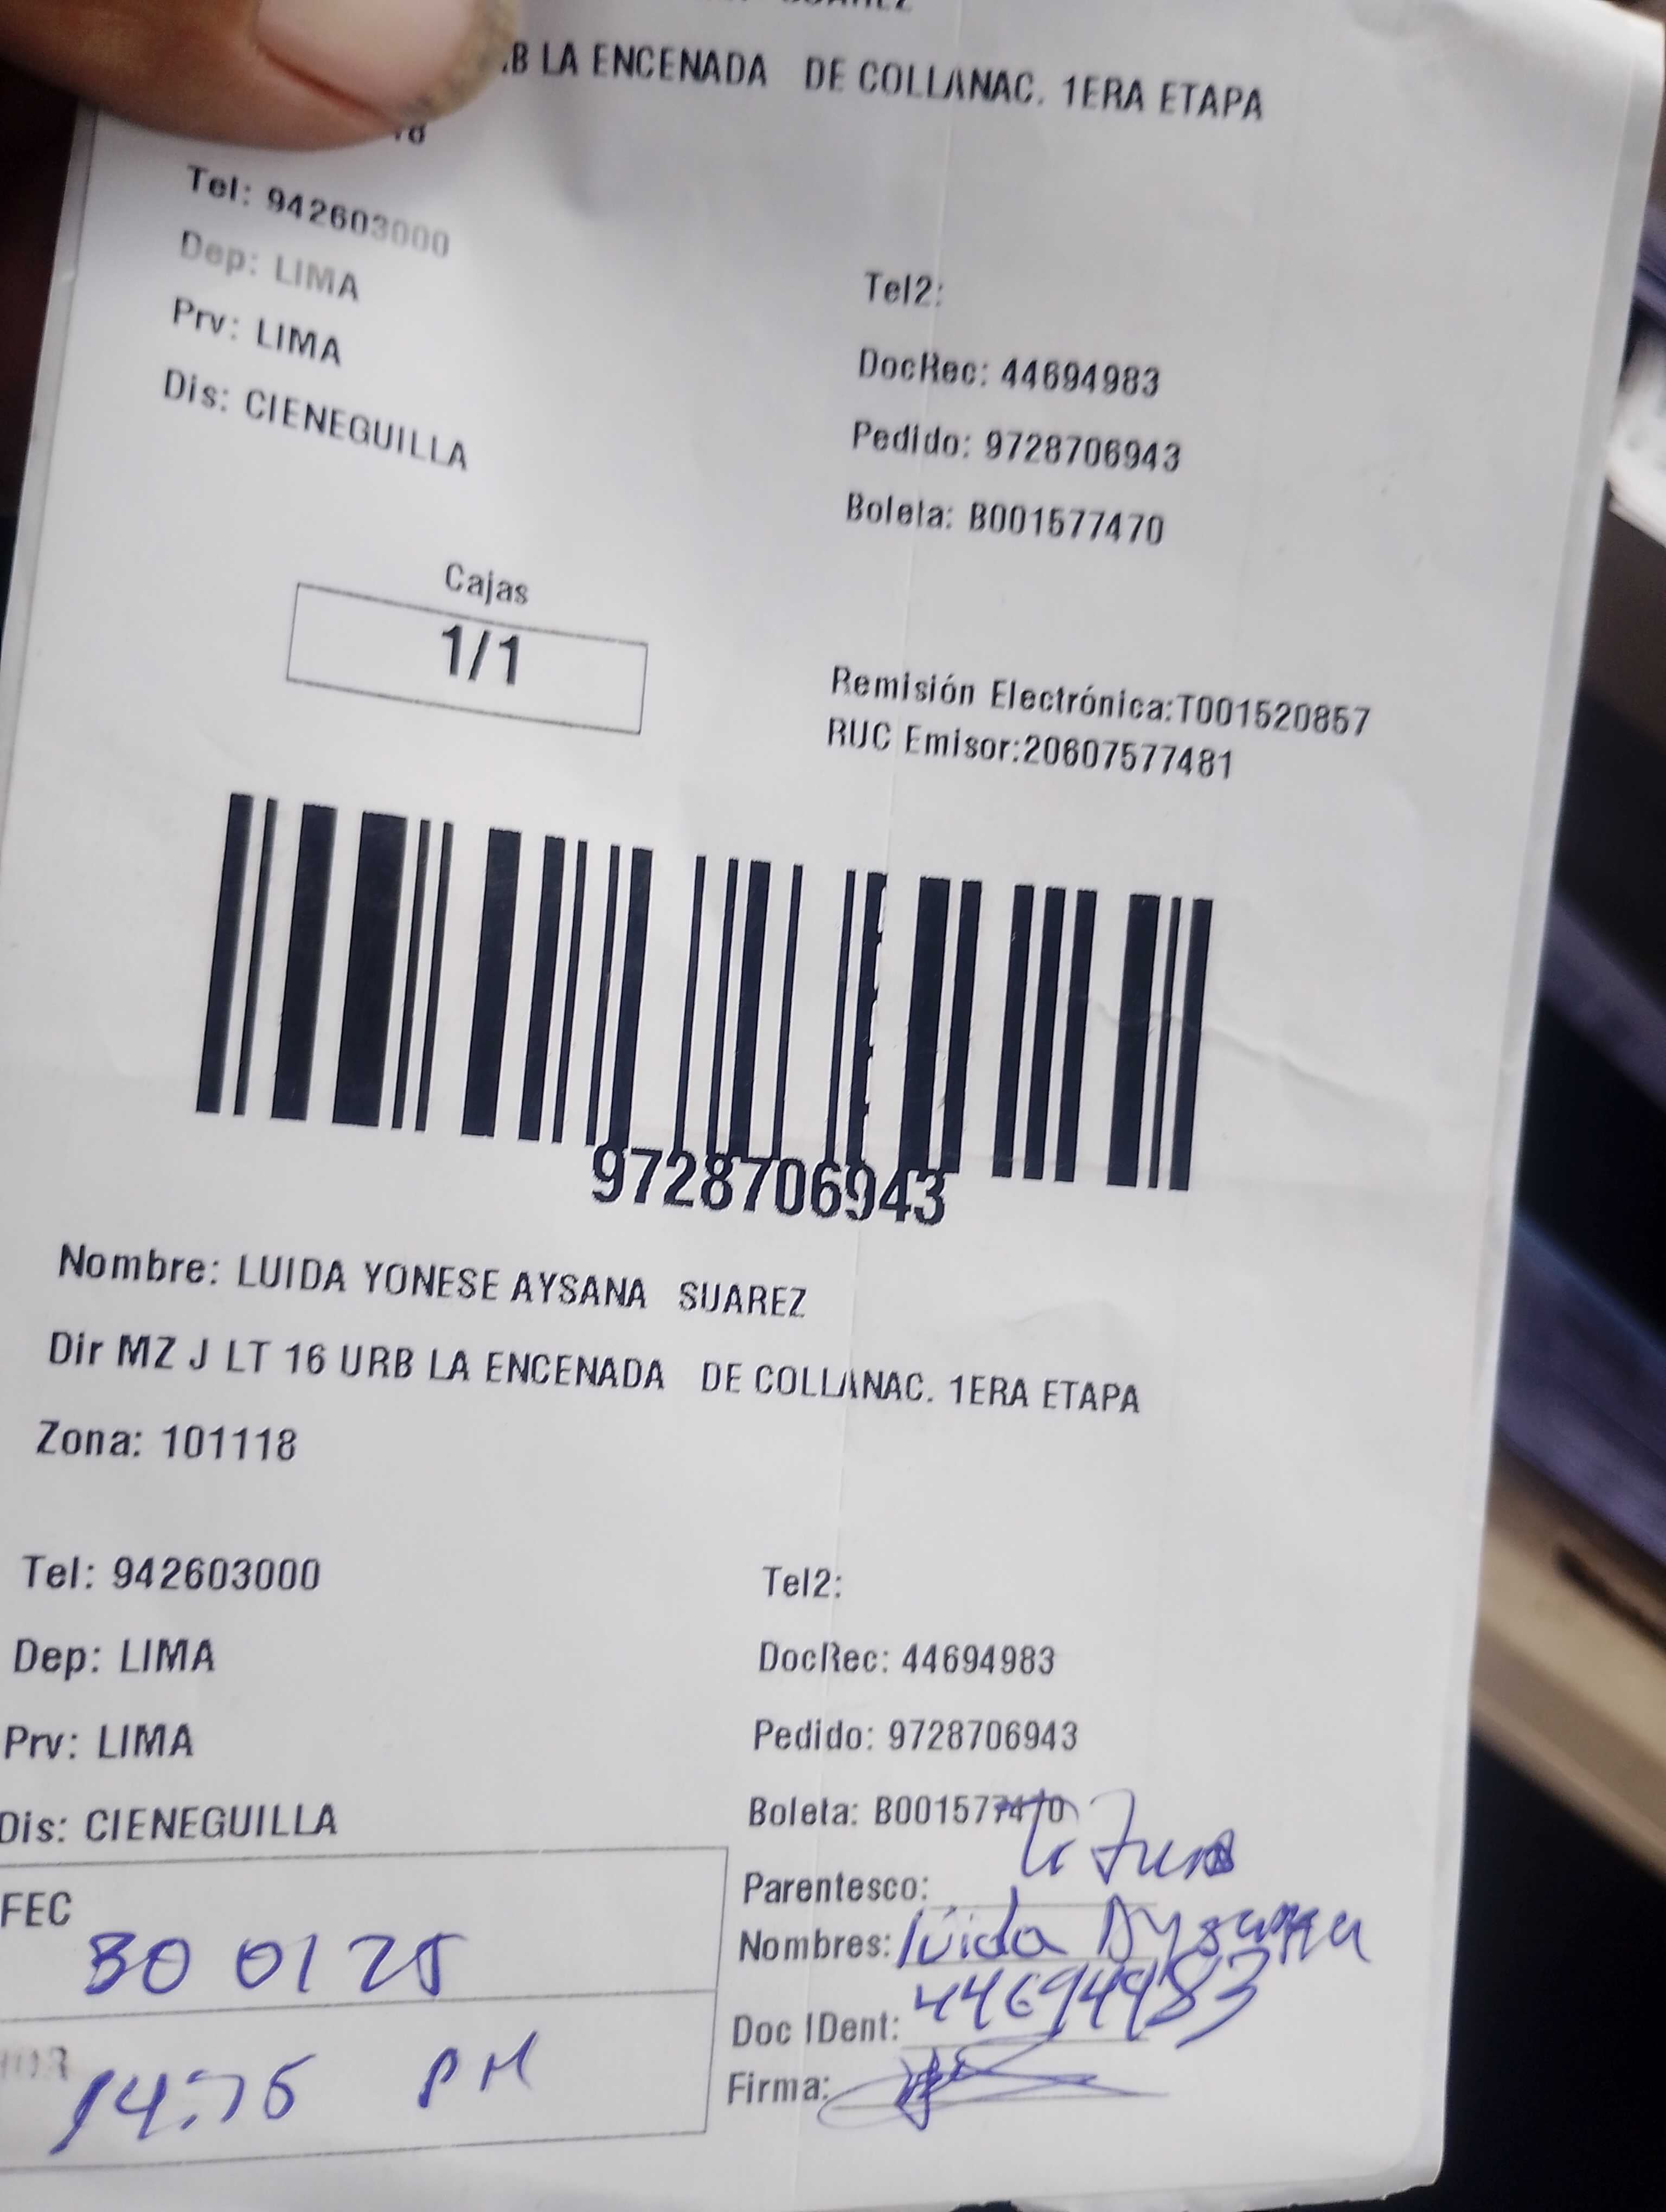 SUAREZ
B LA ENCENADA DE COLLANAC. 1ERA ETAPA
Tel: 942603000
Dep: LIMA
Prv: LIMA
Dis: CIENEGUILLA
Tel2:
DocRec: 44694983
Pedido: 9728706943
Boleta: B001577470
Cajas
1/1
Remisión Electrónica:T001520857
RUC Emisor:20607577481
9728706943
Nombre: LUIDA YONESE AYSANA SUAREZ
Dir MZ J LT 16 URB LA ENCENADA DE COLLANAC. 1ERA ETAPA
Zona: 101118
Tel: 942603000
Dep: LIMA
Prv: LIMA
Dis: CIENEGUILLA
Tel2:
DocRec: 44694983
Pedido: 9728706943
Boleta: B001577470
FEC
30 01 25
HOR
PM
Parentesco:
Nombres: luida Aysana
Doc IDent: 44694983
Firma: